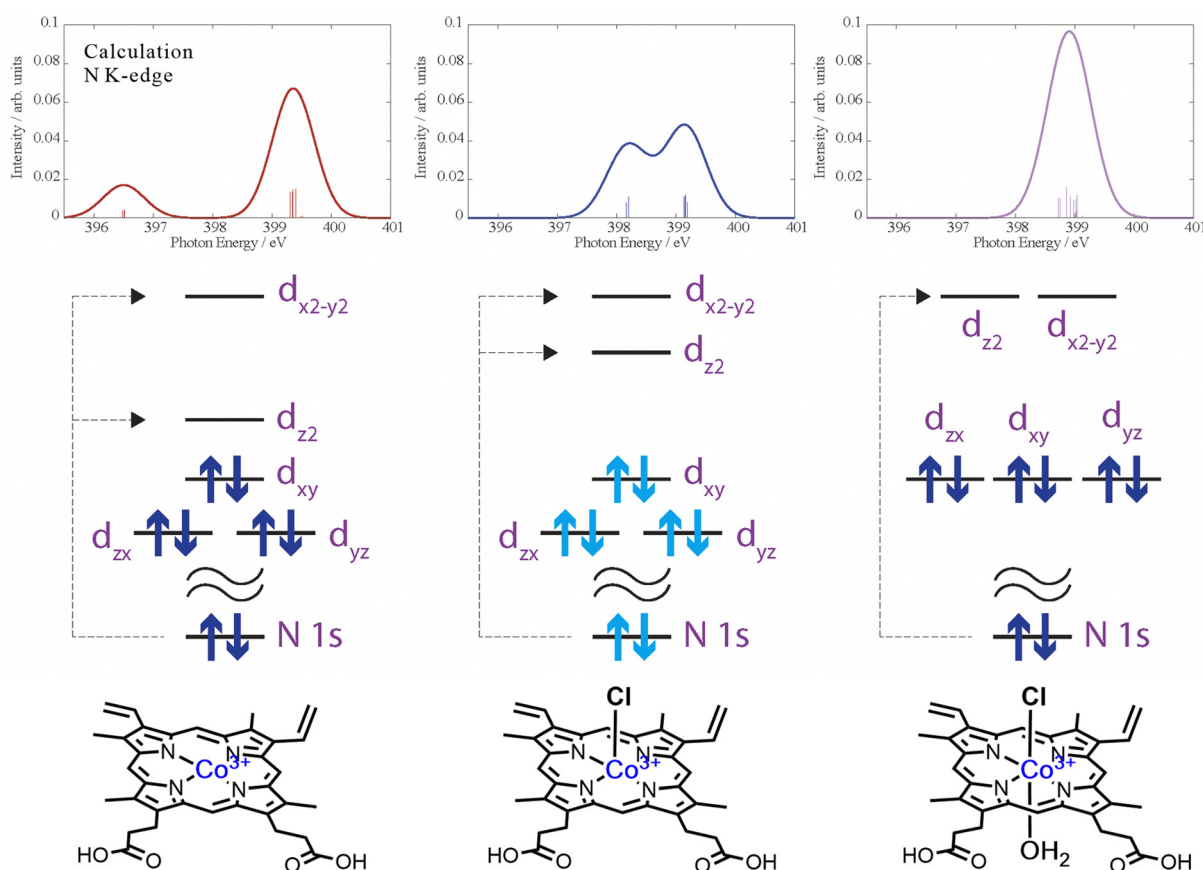 0.1
0.08
0.06
0.04
0.02
0
Intensity / arb. units
Calculation
N K-edge
396 397 398 399 400 401
Photon Energy / eV
0.1
0.08
0.06
0.04
0.02
0
Intensity / arb. units
396 397 398 399 400 401
Photon Energy / eV
0.1
0.08
0.06
0.04
0.02
0
Intensity / arb. units
396 397 398 399 400 401
Photon Energy / eV
dx2-y2
dz2
dxy
dzx dyz
N 1s
dx2-y2
dz2
dxy
dzx dyz
N 1s
dz2 dx2-y2
dzx dxy dyz
N 1s
N N
Co3+
N N
HO O O OH
Cl
N N
Co3+
N N
HO O O OH
Cl
N N
Co3+
N N
OH2
HO O O OH